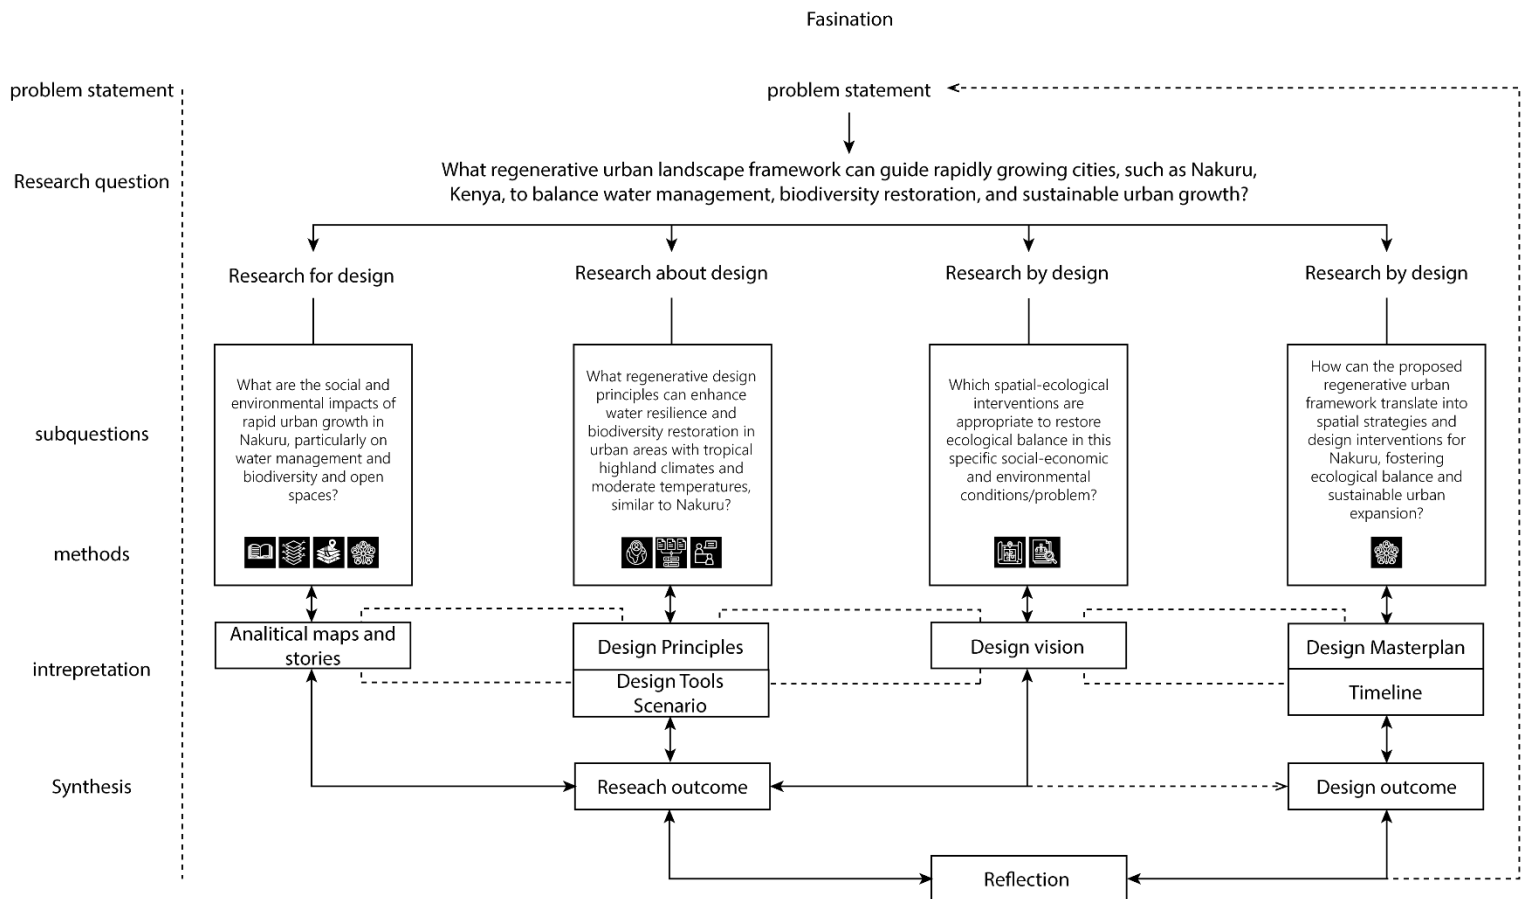 Fasination
problem statement
problem statement
Research question
What regenerative urban landscape framework can guide rapidly growing cities, such as Nakuru,
Kenya, to balance water management, biodiversity restoration, and sustainable urban growth?
Research for design
Research about design
Research by design
Research by design
subquestions
What are the social and
environmental impacts of
rapid urban growth in
Nakuru, particularly on
water management and
biodiversity and open
spaces?
What regenerative design
principles can enhance
water resilience and
biodiversity restoration in
urban areas with tropical
highland climates and
moderate temperatures,
similar to Nakuru?
Which spatial-ecological
interventions are
appropriate to restore
ecological balance in this
specific social-economic
and environmental
conditions/problem?
How can the proposed
regenerative urban
framework translate into
spatial strategies and
design interventions for
Nakuru, fostering
ecological balance and
sustainable urban
expansion?
methods
intrepretation
Analitical maps and
stories
Design Principles
Design Tools
Scenario
Design vision
Design Masterplan
Timeline
Synthesis
Reseach outcome
Design outcome
Reflection